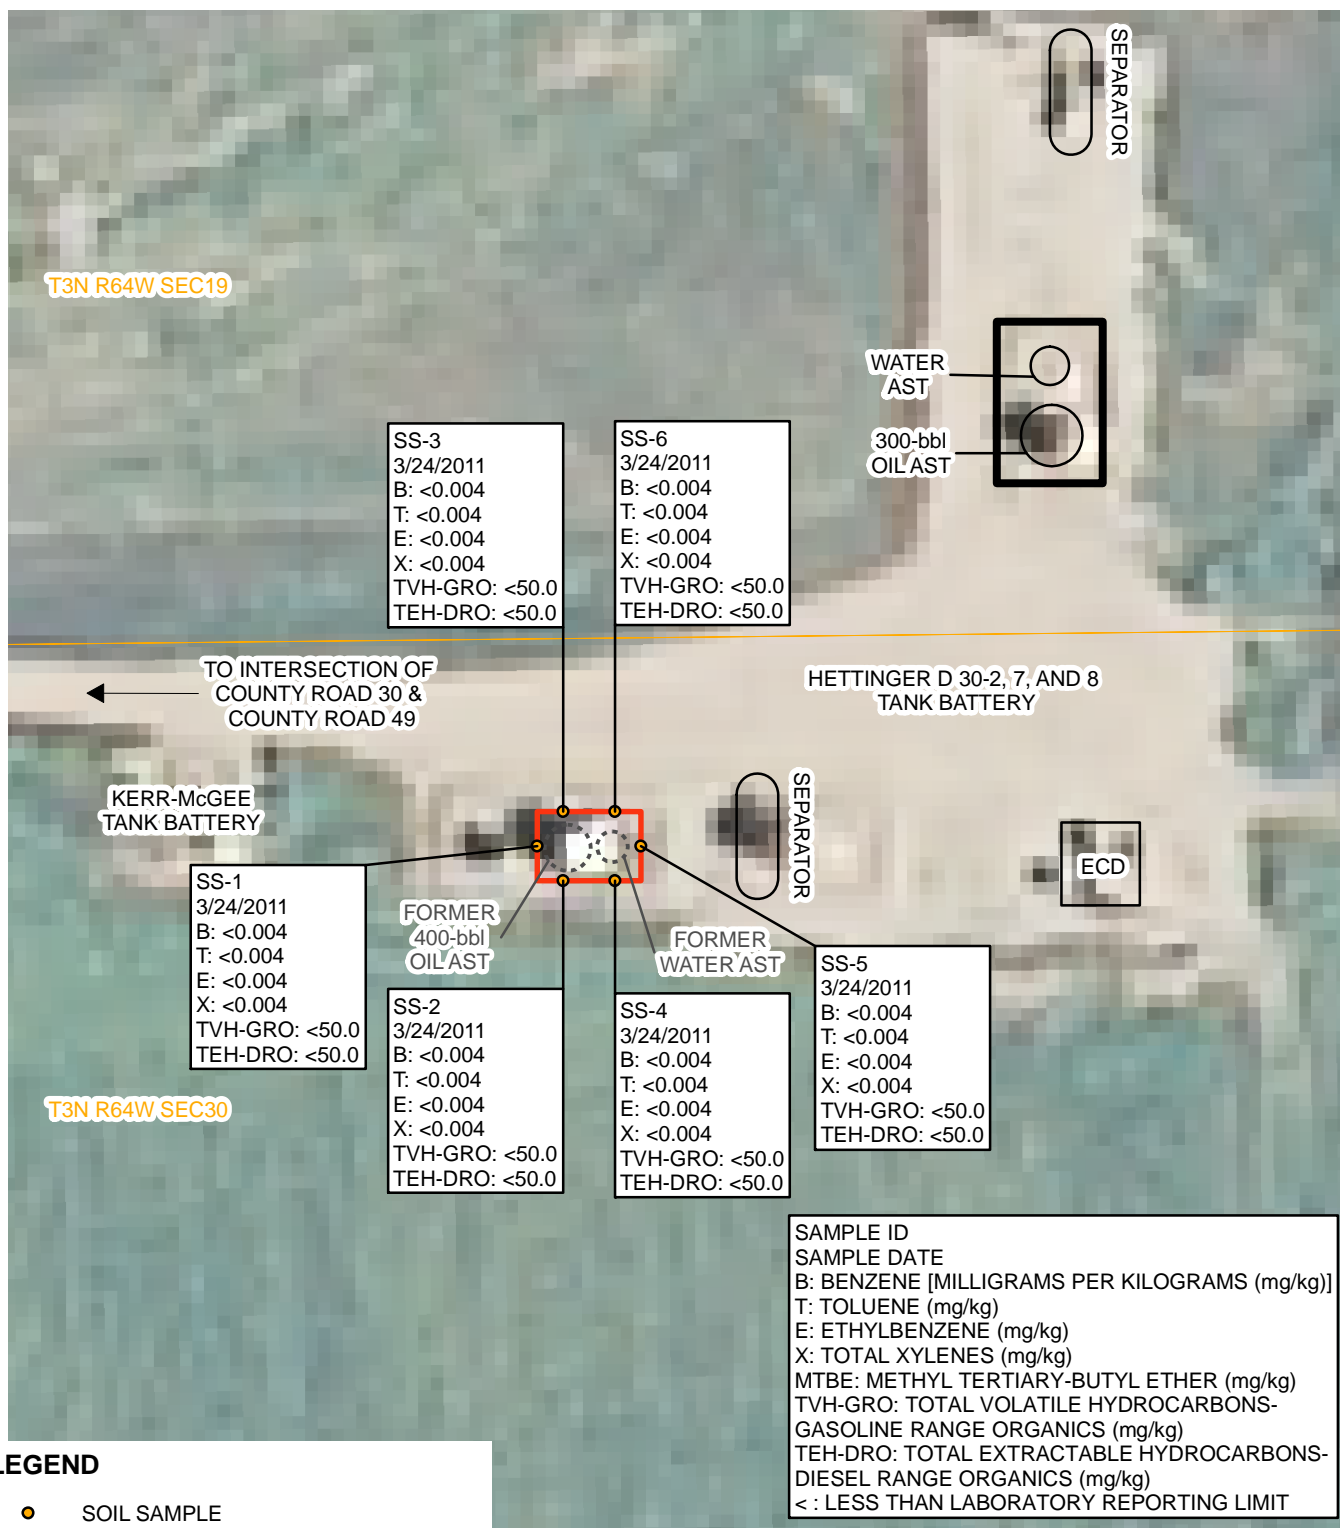 SEPARATOR
T3N R64W SEC19
WATER
AST
300-bbl
OIL AST
SS-3
3/24/2011
B: <0.004
T: <0.004
E: <0.004
X: <0.004
TVH-GRO: <50.0
TEH-DRO: <50.0
SS-6
3/24/2011
B: <0.004
T: <0.004
E: <0.004
X: <0.004
TVH-GRO: <50.0
TEH-DRO: <50.0
TO INTERSECTION OF
COUNTY ROAD 30 &
COUNTY ROAD 49
HETTINGER D 30-2, 7, AND 8
TANK BATTERY
KERR-McGEE
TANK BATTERY
SEPARATOR
ECD
SS-1
3/24/2011
B: <0.004
T: <0.004
E: <0.004
X: <0.004
TVH-GRO: <50.0
TEH-DRO: <50.0
FORMER
400-bbl
OIL AST
FORMER
WATER AST
SS-2
3/24/2011
B: <0.004
T: <0.004
E: <0.004
X: <0.004
TVH-GRO: <50.0
TEH-DRO: <50.0
SS-4
3/24/2011
B: <0.004
T: <0.004
E: <0.004
X: <0.004
TVH-GRO: <50.0
TEH-DRO: <50.0
SS-5
3/24/2011
B: <0.004
T: <0.004
E: <0.004
X: <0.004
TVH-GRO: <50.0
TEH-DRO: <50.0
T3N R64W SEC30
SAMPLE ID
SAMPLE DATE
B: BENZENE [MILLIGRAMS PER KILOGRAMS (mg/kg)]
T: TOLUENE (mg/kg)
E: ETHYLBENZENE (mg/kg)
X: TOTAL XYLENES (mg/kg)
MTBE: METHYL TERTIARY-BUTYL ETHER (mg/kg)
TVH-GRO: TOTAL VOLATILE HYDROCARBONS-
GASOLINE RANGE ORGANICS (mg/kg)
TEH-DRO: TOTAL EXTRACTABLE HYDROCARBONS-
DIESEL RANGE ORGANICS (mg/kg)
< : LESS THAN LABORATORY REPORTING LIMIT
LEGEND
SOIL SAMPLE